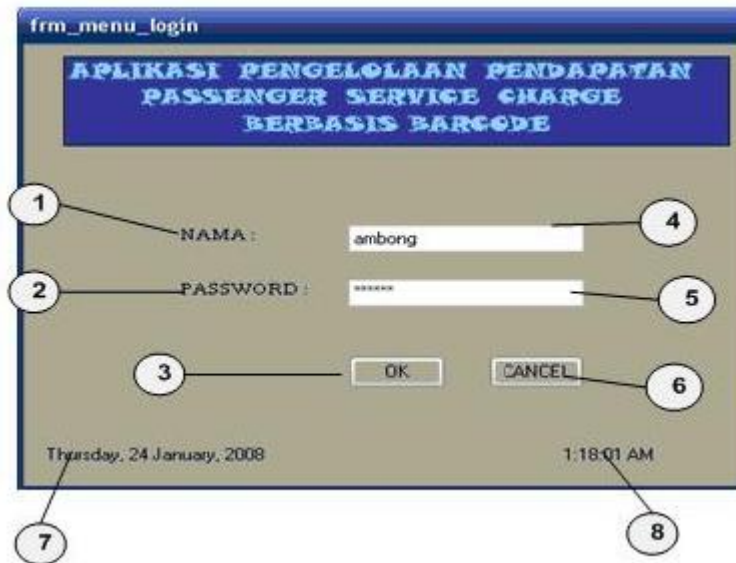 frm_menu_login
APLIKASI PENGELOLAAN PENDAPATAN
PASSENGER SERVICE CHARGE
BERBASIS BARCODE
1
NAMA :
ambong
4
2
PASSWORD :
******
5
3
OK
CANCEL
6
Thursday, 24 January, 2008
1:18:01 AM
7
8